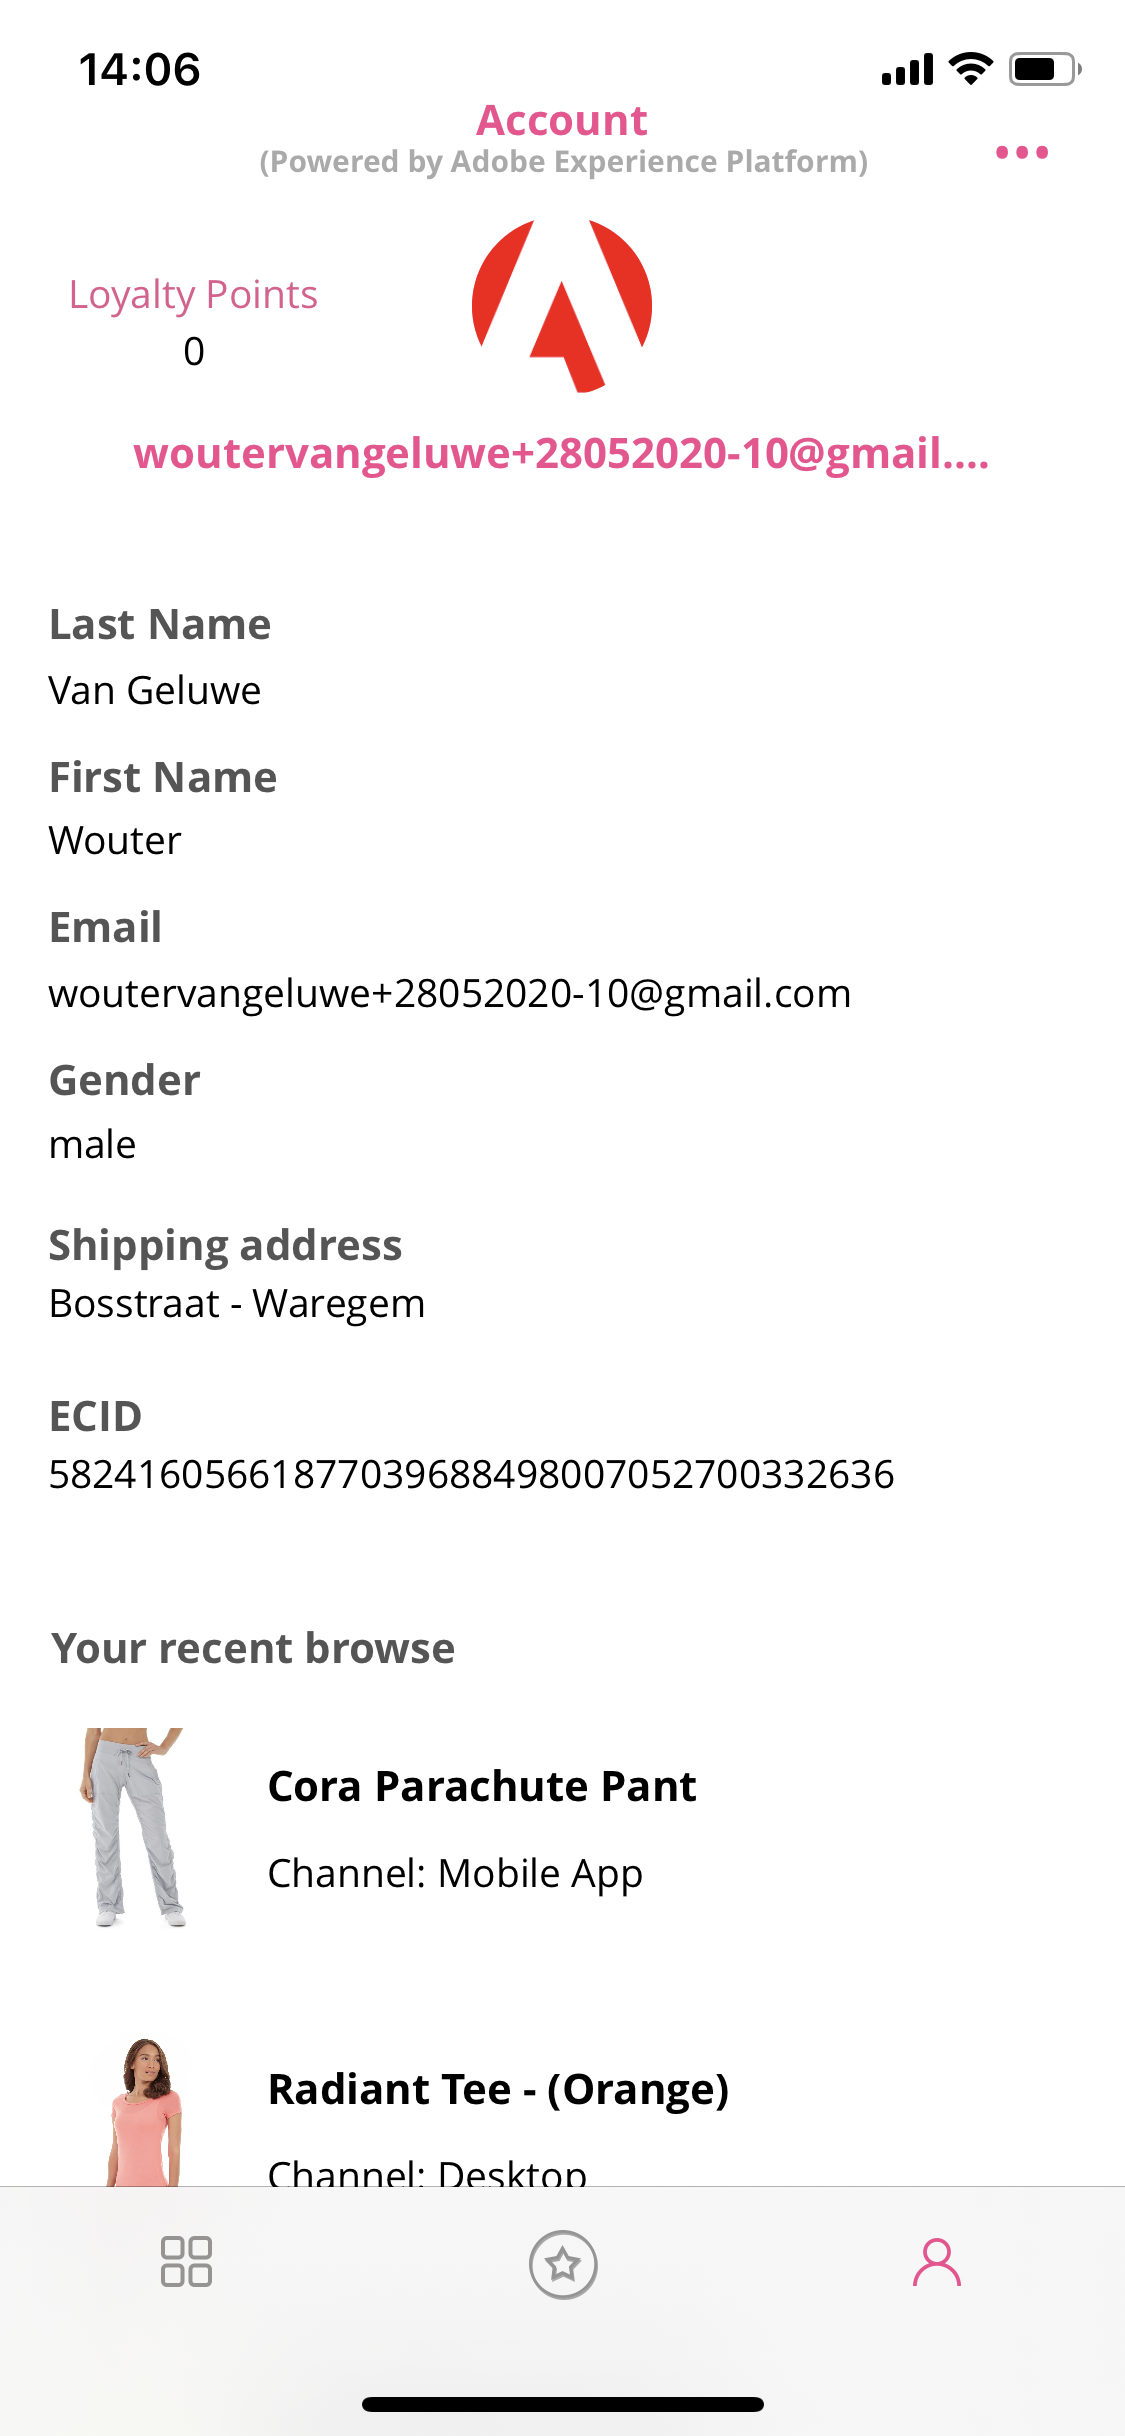 14:06
Account
(Powered by Adobe Experience Platform)
Loyalty Points
0
woutervangeluwe+28052020-10@gmail....
Last Name
Van Geluwe
First Name
Wouter
Email
woutervangeluwe+28052020-10@gmail.com
Gender
male
Shipping address
Bosstraat - Waregem
ECID
58241605661877039688498007052700332636
Your recent browse
Cora Parachute Pant
Channel: Mobile App
Radiant Tee - (Orange)
Channel: Desktop